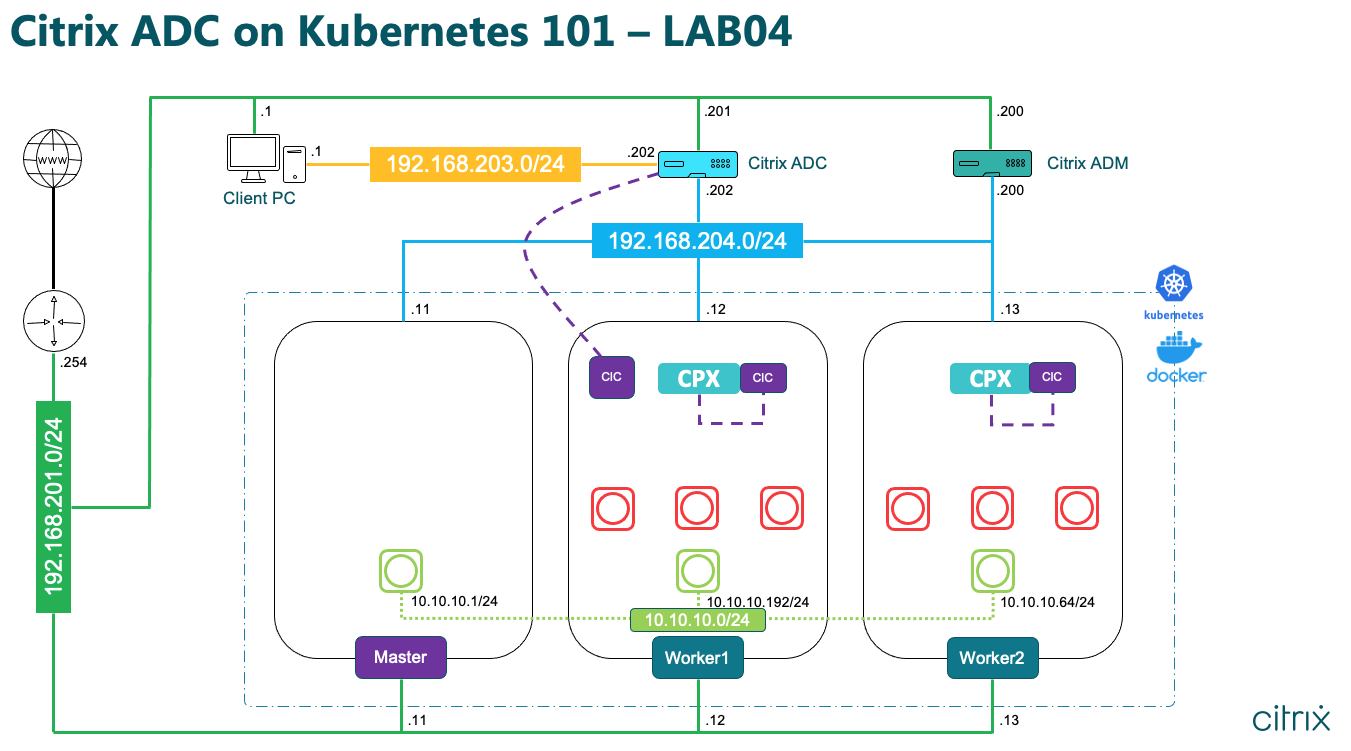 Citrix ADC on Kubernetes 101 – LAB04
.1
.201
.200
WWW
.1
192.168.203.0/24
.202
Citrix ADC
Citrix ADM
Client PC
.202
.200
192.168.204.0/24
.11
.12
.13
kubernetes
docker
.254
CIC
CPX
CIC
CPX
CIC
192.168.201.0/24
10.10.10.1/24
10.10.10.192/24
10.10.10.64/24
10.10.10.0/24
Master
Worker1
Worker2
.11
.12
.13
citrix